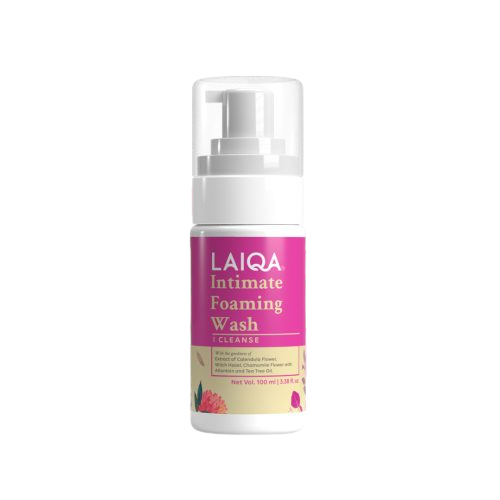 LAIQA
Intimate
Foaming
Wash
| CLEANSE
With the goodness of
Extract of Calendula Flower,
Witch Hazel, Chamomile Flower with
Allantoin and Tea Tree Oil.
Net Vol. 100 ml | 3.38 fl. oz